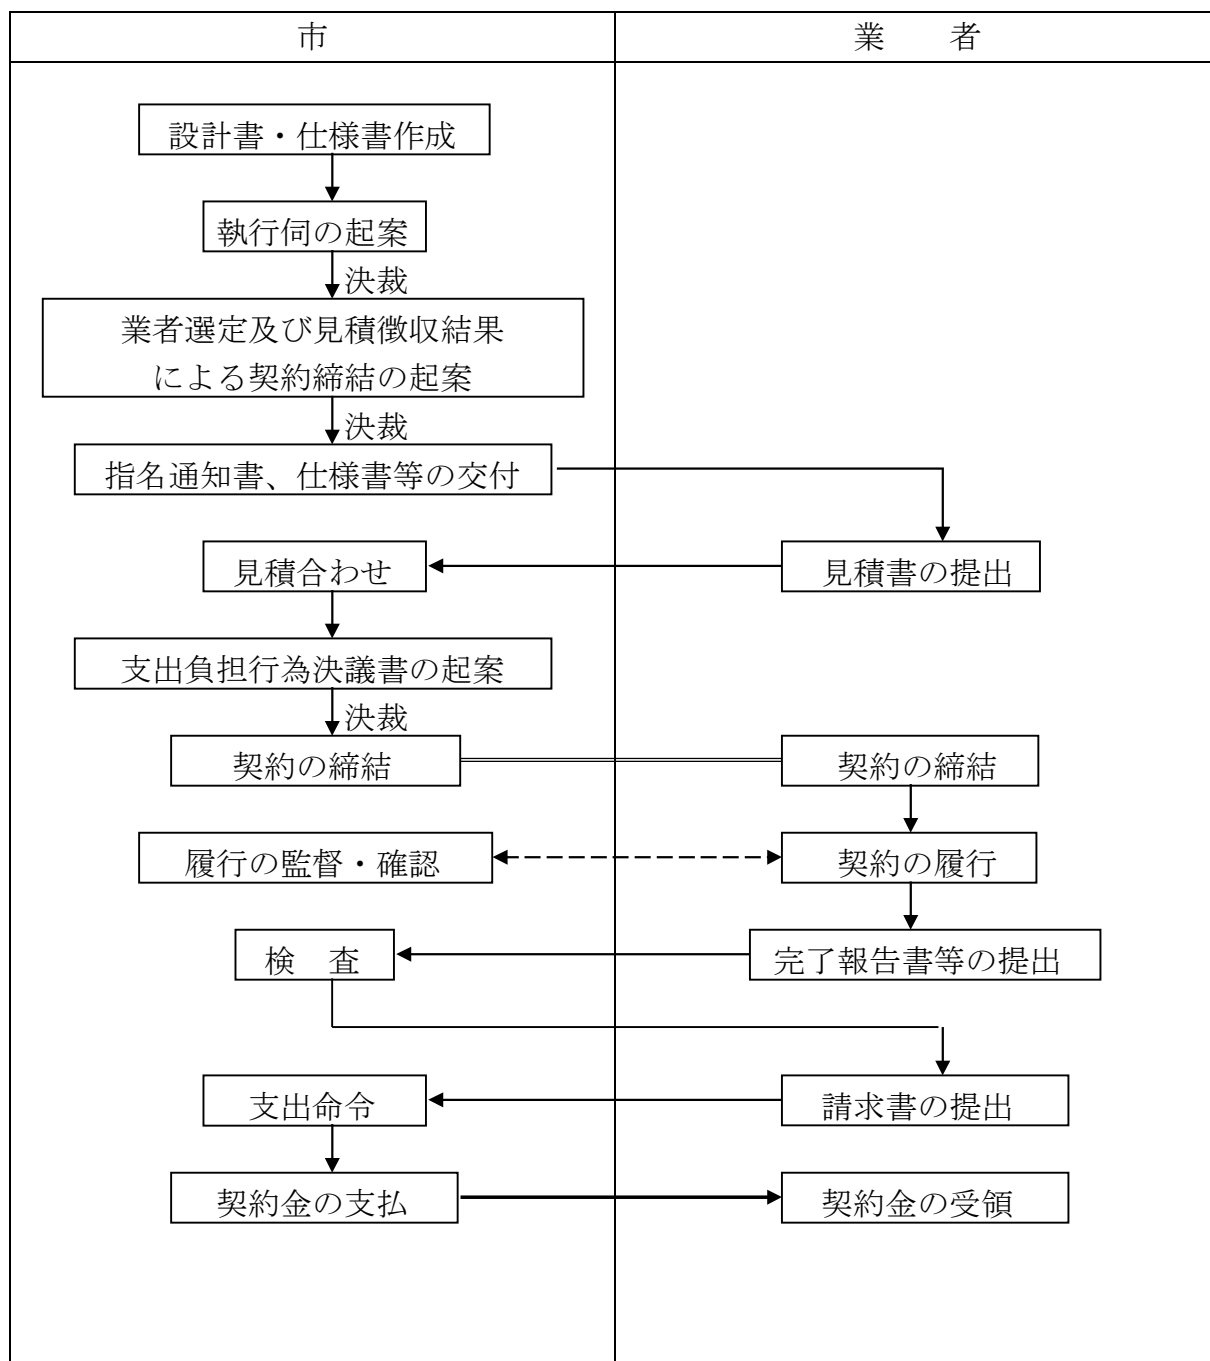 市
業　　者
設計書・仕様書作成
執行伺の起案
決裁
業者選定及び見積徴収結果
による契約締結の起案
決裁
指名通知書、仕様書等の交付
見積合わせ
見積書の提出
支出負担行為決議書の起案
決裁
契約の締結
契約の締結
履行の監督・確認
契約の履行
検　査
完了報告書等の提出
支出命令
請求書の提出
契約金の支払
契約金の受領